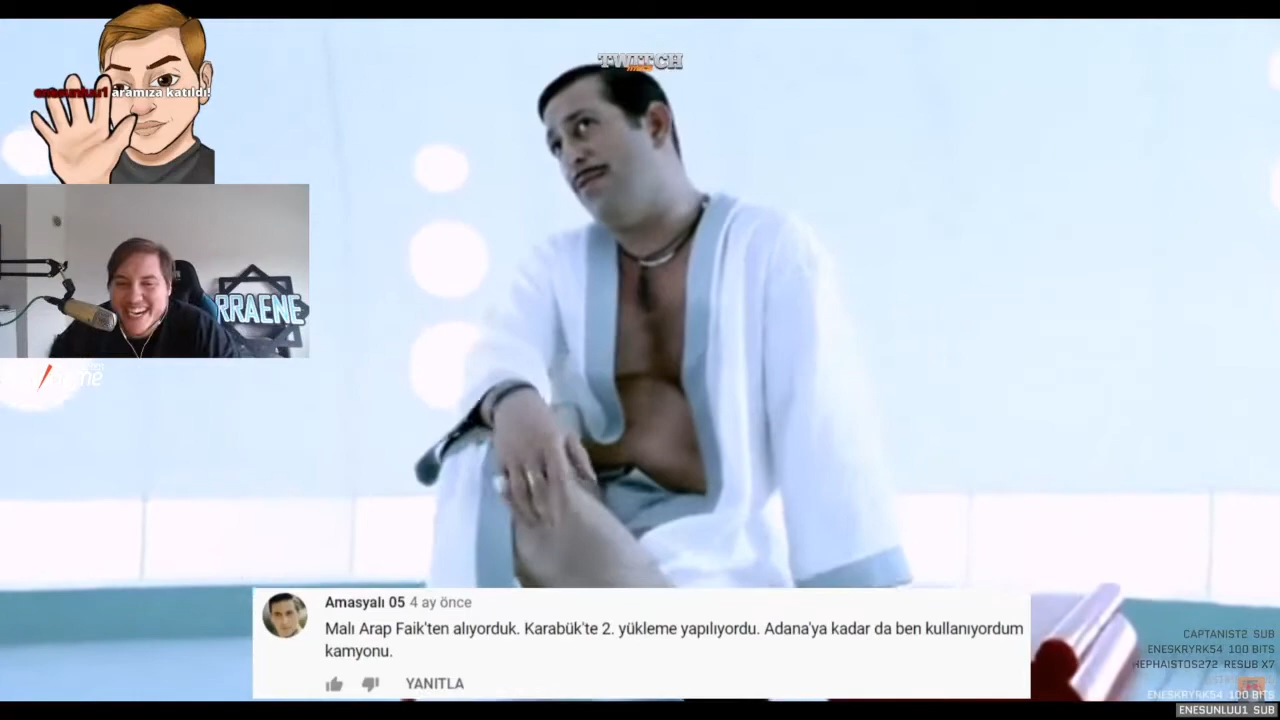 TWITCH
enesunluu1 aramıza katıldı!
RRAENE
Amasyalı 05 4 ay önce
Malı Arap Faik'ten alıyorduk. Karabük'te 2. yükleme yapılıyordu. Adana'ya kadar da ben kullanıyordum
kamyonu.
YANITLA
CAPTANIST2 SUB
ENESKRYRK54 100 BITS
HEPHAISTOS272 RESUB X7
ENESKRYRK54 100 BITS
ENESUNLUU1 SUB